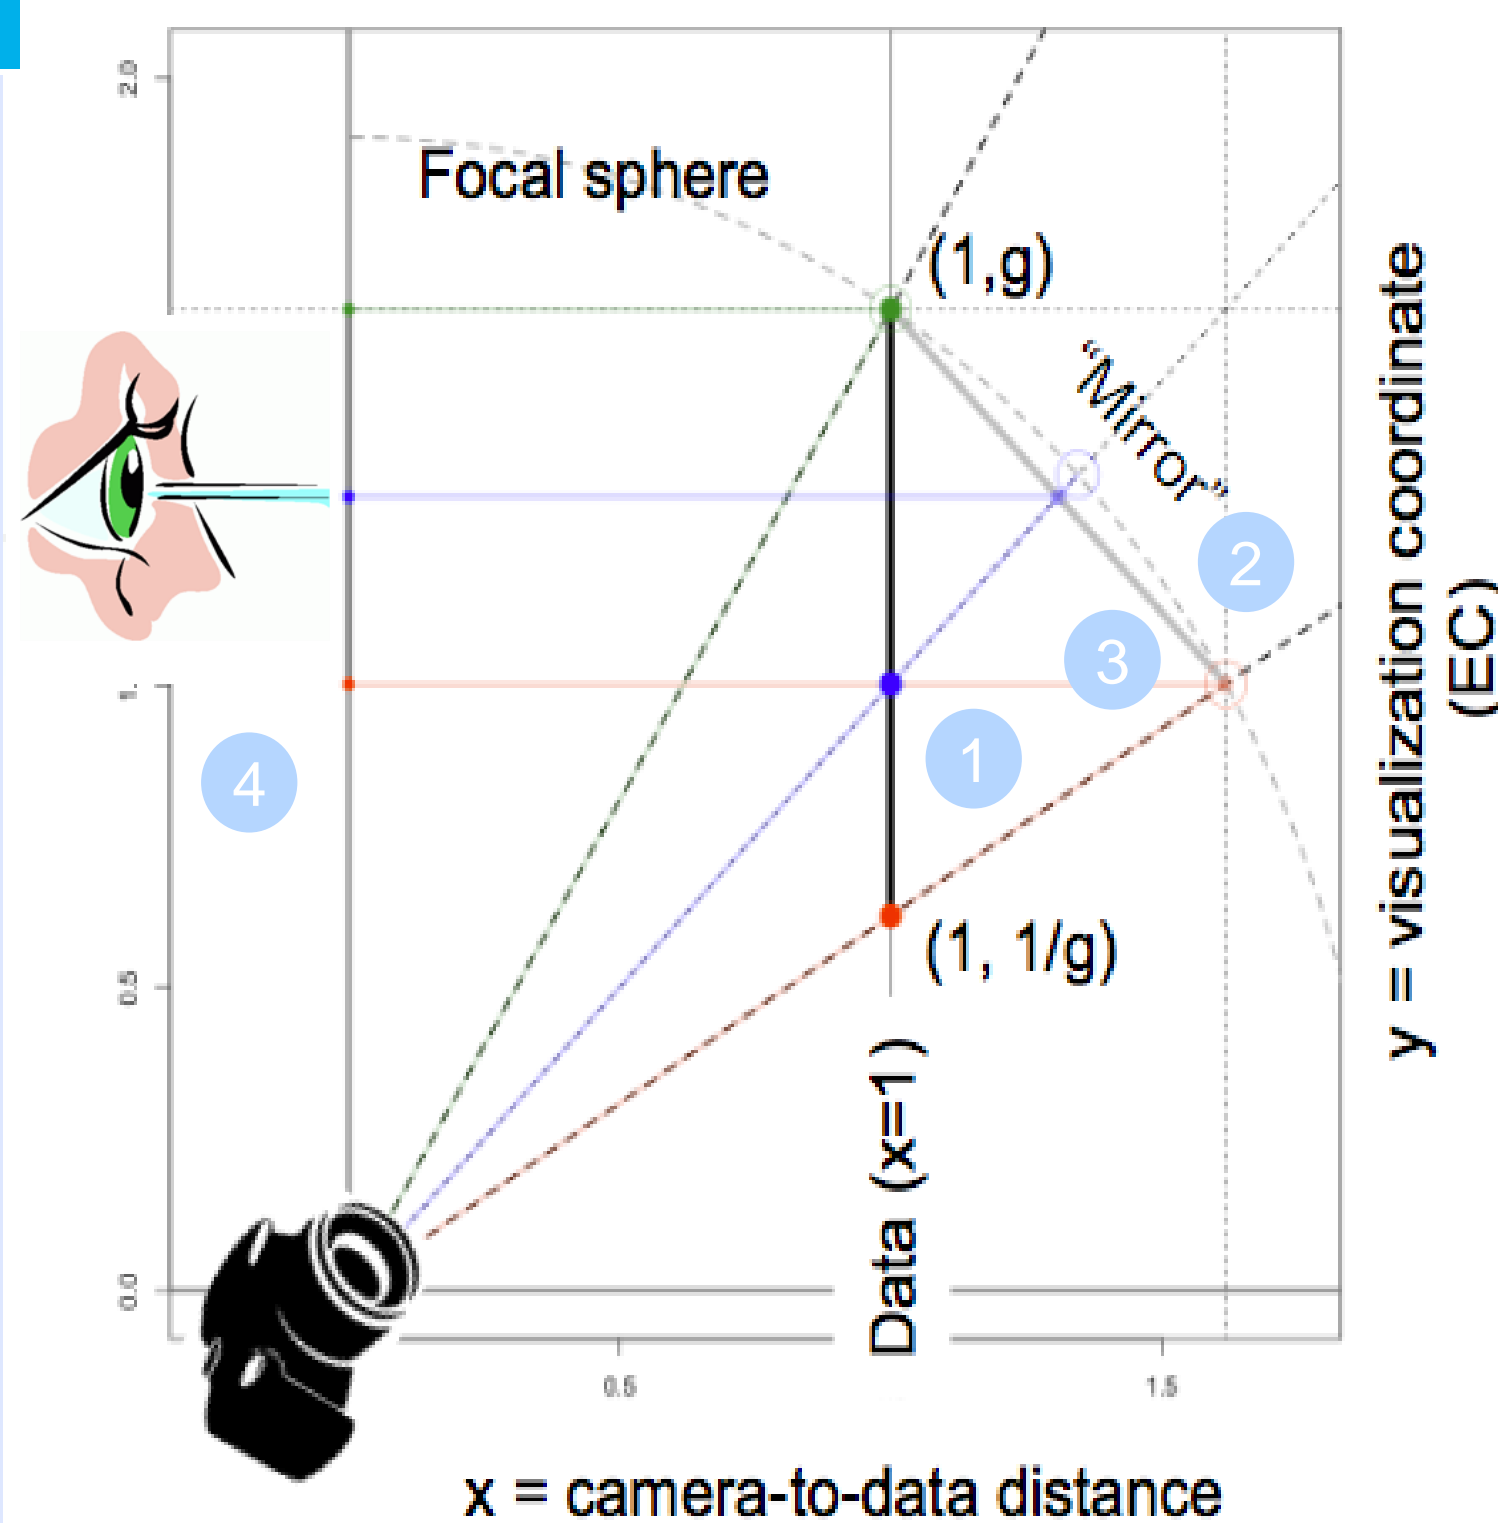 2.0
Focal sphere
(1,g)
“Mirror”
2
3
1.
1
4
(1, 1/g)
0.5
0.0
Data (x=1)
0.5
1.5
x = camera-to-data distance
y = visualization coordinate
(EC)